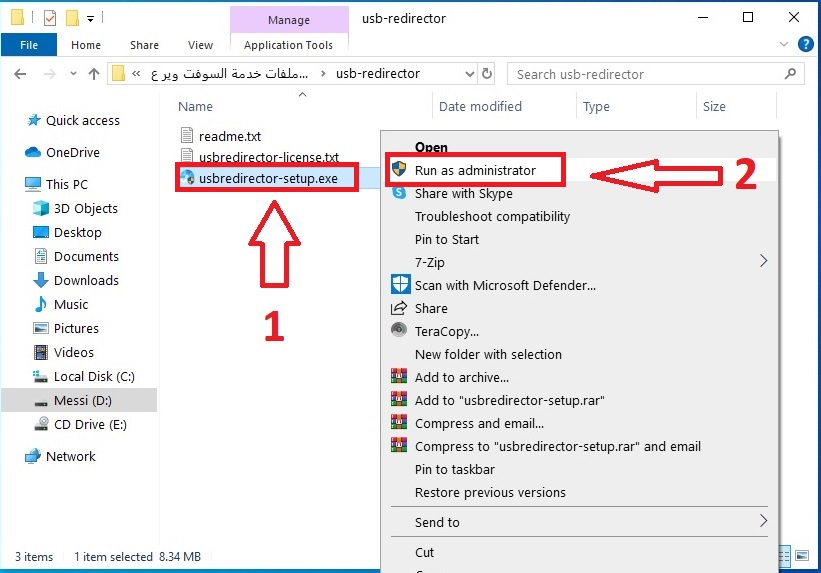 Manage
usb-redirector
File
Home
Share
View
Application Tools
« ملفات خدمة السوفت ويرع...
usb-redirector
Search usb-redirector
Name
Date modified
Type
Size
Quick access
OneDrive
This PC
3D Objects
Desktop
Documents
Downloads
Music
Pictures
Videos
Local Disk (C:)
Messi (D:)
CD Drive (E:)
Network
readme.txt
usbredirector-license.txt
usbredirector-setup.exe
1
2
Open
Run as administrator
Share with Skype
Troubleshoot compatibility
Pin to Start
7-Zip
Scan with Microsoft Defender...
Share
TeraCopy...
New folder with selection
Add to archive...
Add to "usbredirector-setup.rar"
Compress and email...
Compress to "usbredirector-setup.rar" and email
Pin to taskbar
Restore previous versions
Send to
Cut
3 items
1 item selected
8.34 MB